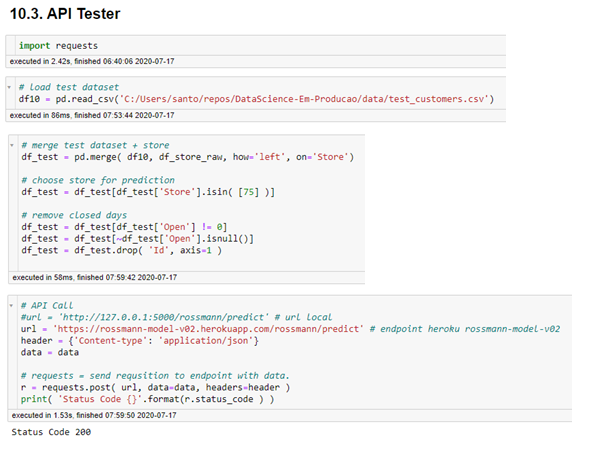 10.3. API Tester
import requests
executed in 2.42s, finished 06:40:06 2020-07-17
# load test dataset
df10 = pd.read_csv('C:/Users/santo/repos/DataScience-Em-Producao/data/test_customers.csv')
executed in 86ms, finished 07:53:44 2020-07-17
# merge test dataset + store
df_test = pd.merge( df10, df_store_raw, how='left', on='Store')
# choose store for prediction
df_test = df_test[df_test['Store'].isin( [75] )]
# remove closed days
df_test = df_test[df_test['Open'] != 0]
df_test = df_test[~df_test['Open'].isnull()]
df_test = df_test.drop( 'Id', axis=1 )
executed in 58ms, finished 07:59:42 2020-07-17
# API Call
#url = 'http://127.0.0.1:5000/rossmann/predict' # url local
url = 'https://rossmann-model-v02.herokuapp.com/rossmann/predict' # endpoint heroku rossmann-model-v02
header = {'Content-type': 'application/json'}
data = data
# requests = send requsition to endpoint with data.
r = requests.post( url, data=data, headers=header )
print( 'Status Code {}'.format(r.status_code ) )
executed in 1.53s, finished 07:59:50 2020-07-17
Status Code 200